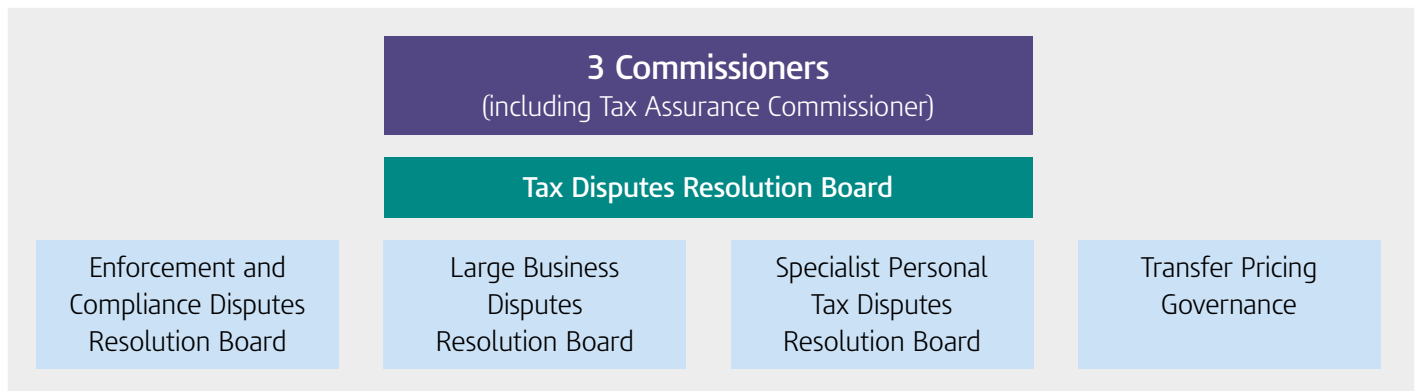 3 Commissioners
(including Tax Assurance Commissioner)
Tax Disputes Resolution Board
Enforcement and
Compliance Disputes
Resolution Board
Large Business
Disputes
Resolution Board
Specialist Personal
Tax Disputes
Resolution Board
Transfer Pricing
Governance